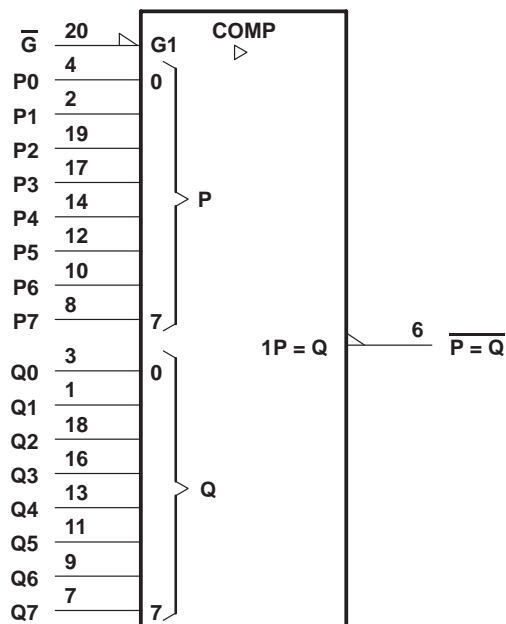 COMP
G 20 G1
P0 4 0
P1 2
P2 19
P3 17
P4 14
P
P5 12
P6 10
P7 8 7
1P = Q 6 P = Q
Q0 3 0
Q1 1
Q2 18
Q3 16
Q4 13
Q
Q5 11
Q6 9
Q7 7 7